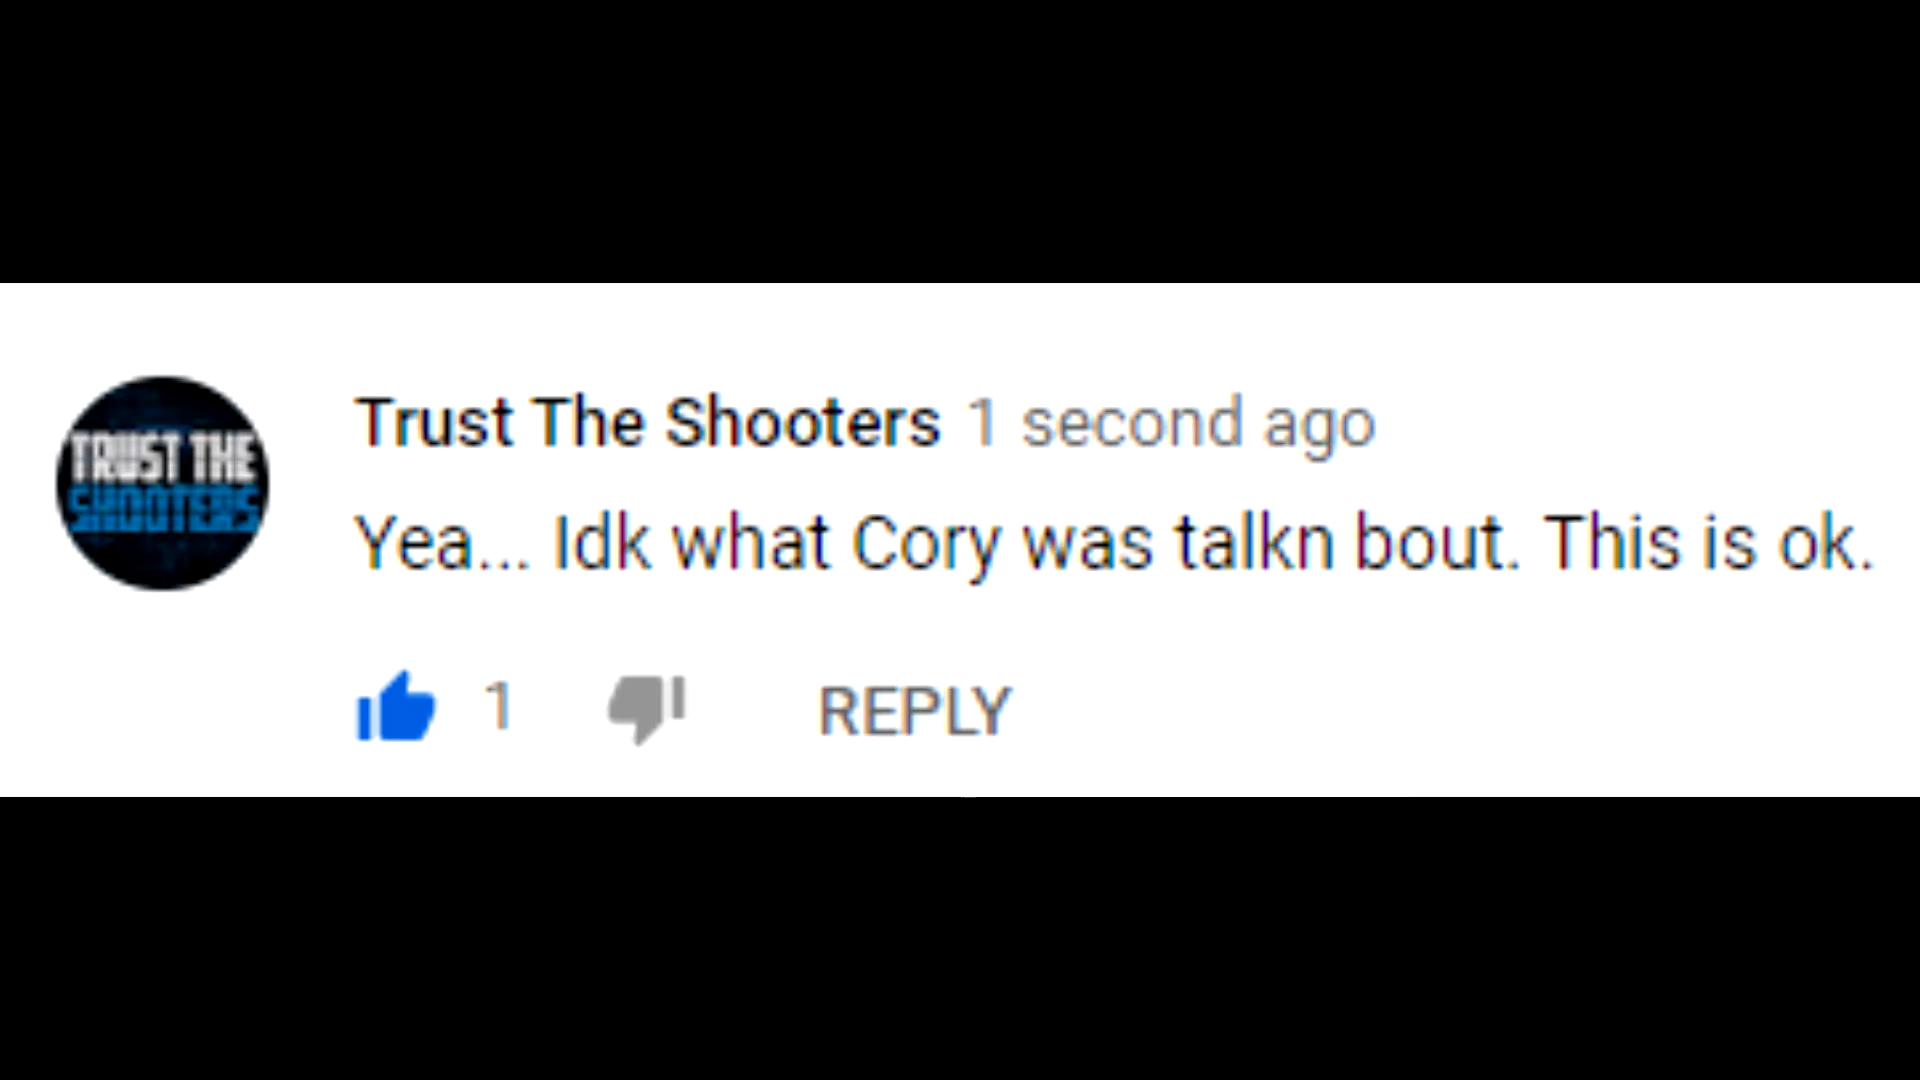 TRUST THE
SHOOTERS
Trust The Shooters 1 second ago
Yea... Idk what Cory was talkn bout. This is ok.
1 REPLY